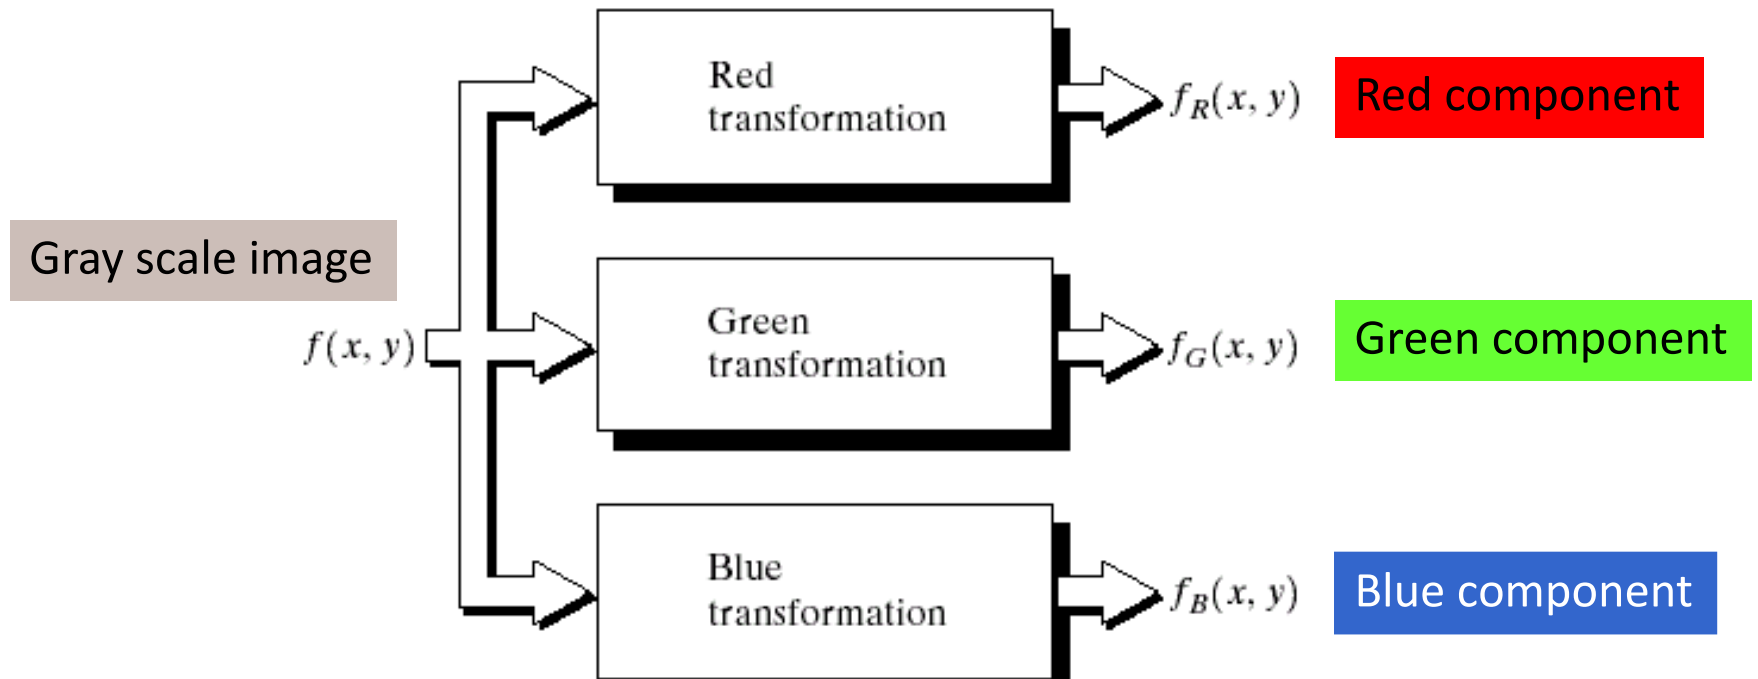 Red
transformation
f_R(x, y)
Red component
Gray scale image
f(x, y)
Green
transformation
f_G(x, y)
Green component
Blue
transformation
f_B(x, y)
Blue component